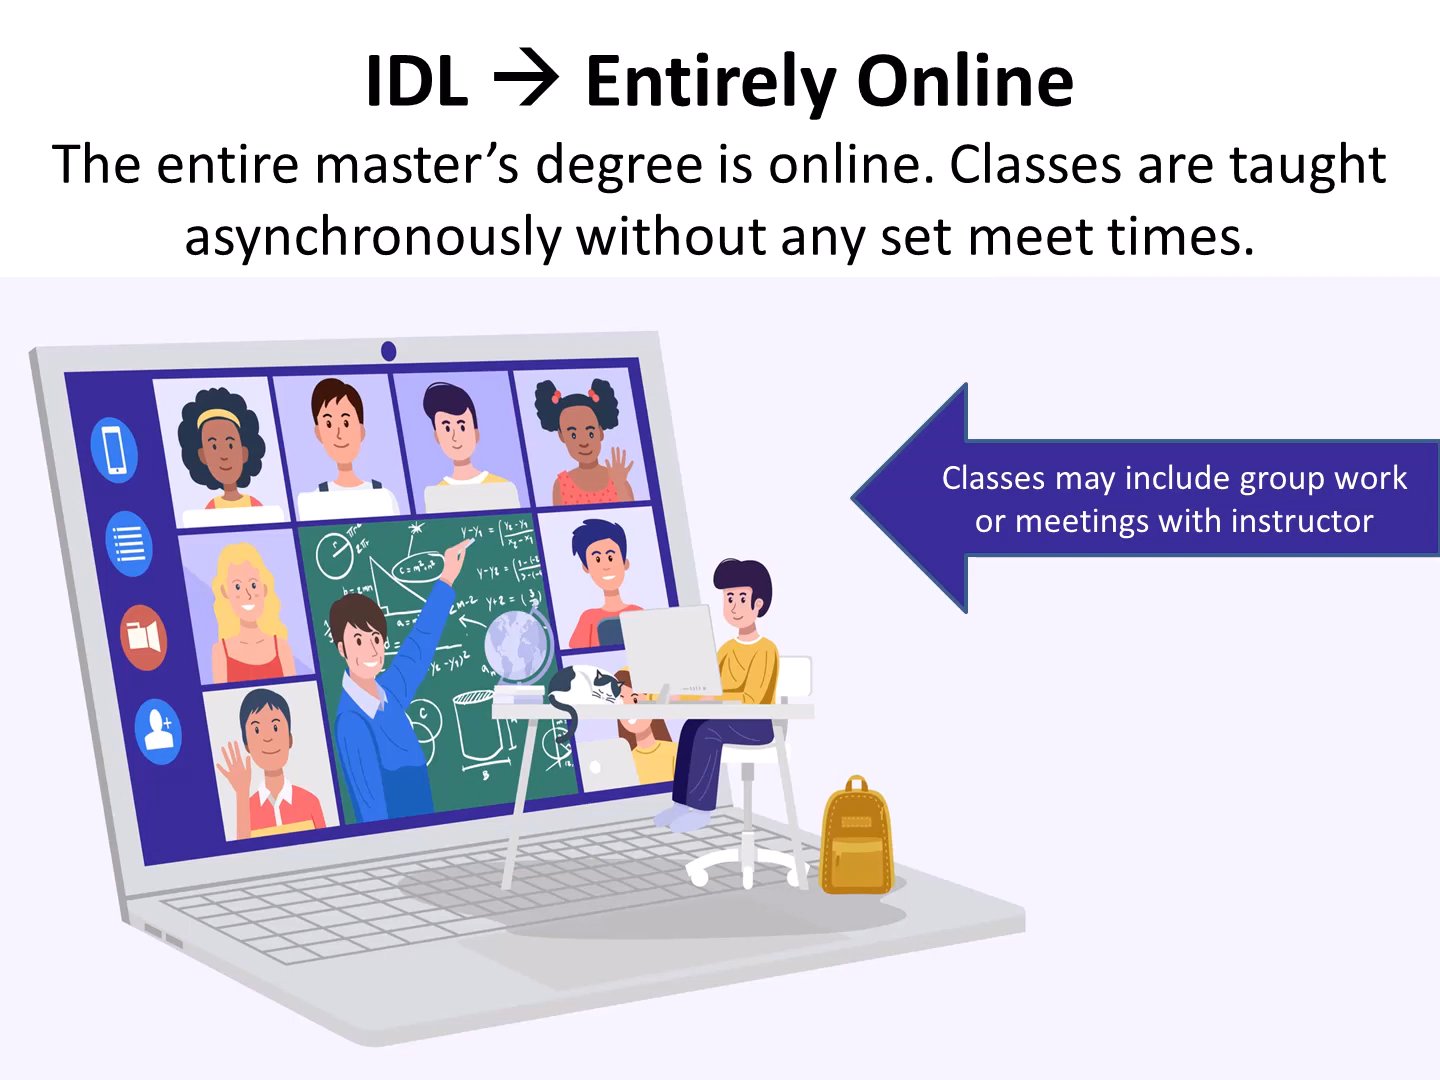 IDL → Entirely Online
The entire master’s degree is online. Classes are taught
asynchronously without any set meet times.
Classes may include group work
or meetings with instructor